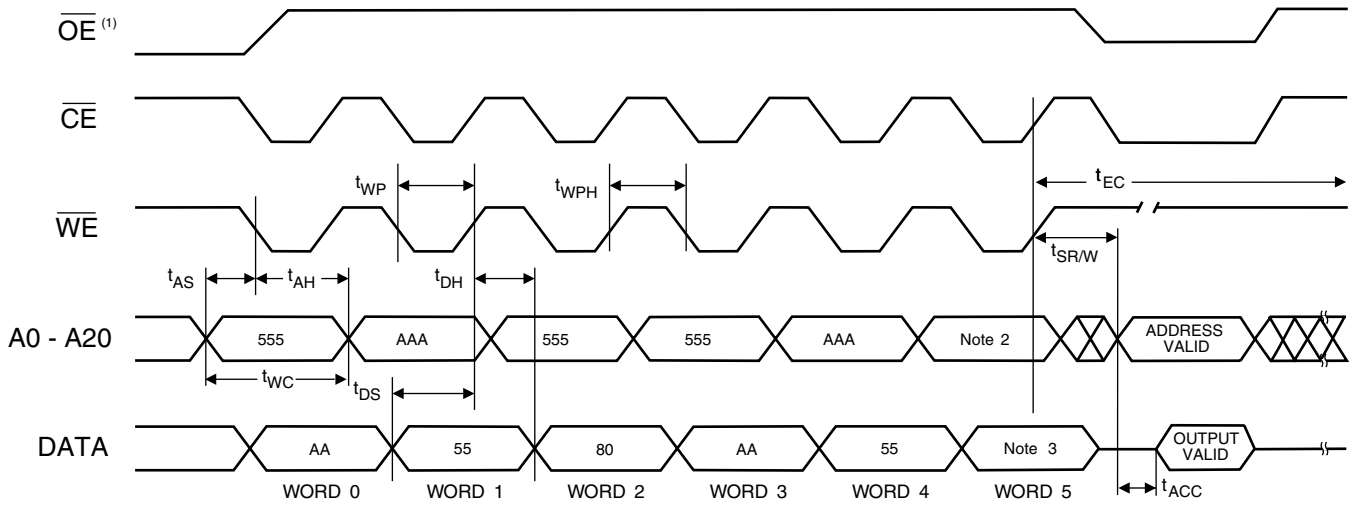 OE (1)
CE
tWP
tWPH
tEC
WE
tSR/W
tAS
tAH
tDH
A0 - A20
555
AAA
555
555
AAA
Note 2
ADDRESS
VALID
tWC
tDS
DATA
AA
55
80
AA
55
Note 3
OUTPUT
VALID
WORD 0
WORD 1
WORD 2
WORD 3
WORD 4
WORD 5
tACC